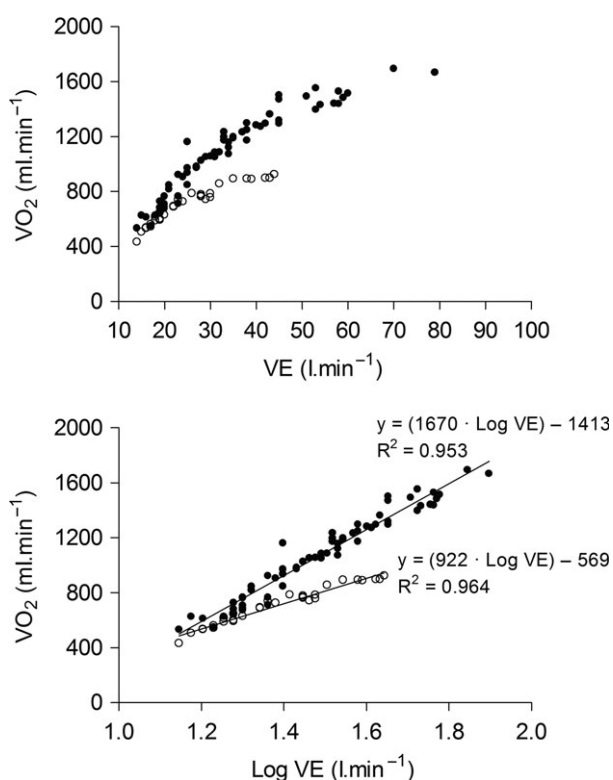 2000
1600
1200
800
400
0
VO₂ (ml.min⁻¹)
10 20 30 40 50 60 70 80 90 100
VE (l.min⁻¹)
y = (1670 · Log VE) – 1413
R² = 0.953
y = (922 · Log VE) – 569
R² = 0.964
2000
1600
1200
800
400
0
VO₂ (ml.min⁻¹)
1.0 1.2 1.4 1.6 1.8 2.0
Log VE (l.min⁻¹)